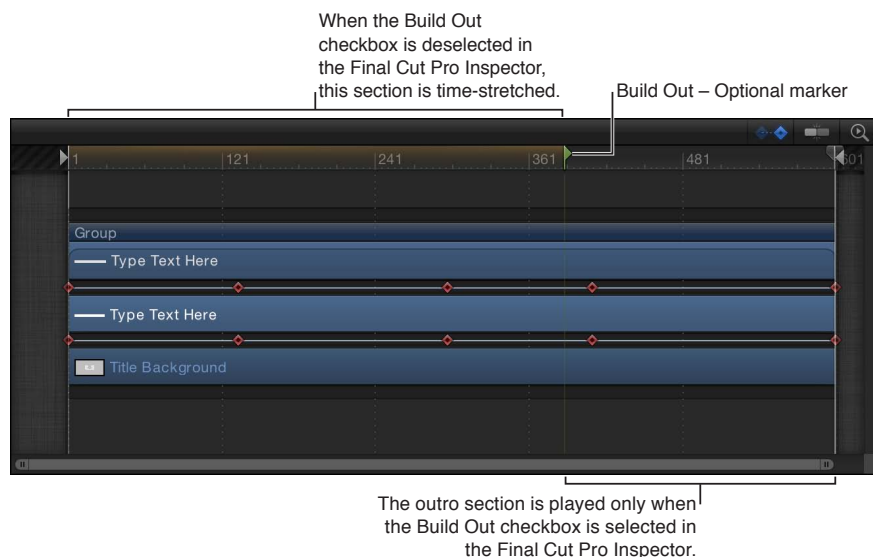 When the Build Out
checkbox is deselected in
the Final Cut Pro Inspector,
this section is time-stretched.
Build Out – Optional marker
1 121 241 361 481 601
Group
Type Text Here
Type Text Here
Title Background
The outro section is played only when
the Build Out checkbox is selected in
the Final Cut Pro Inspector.